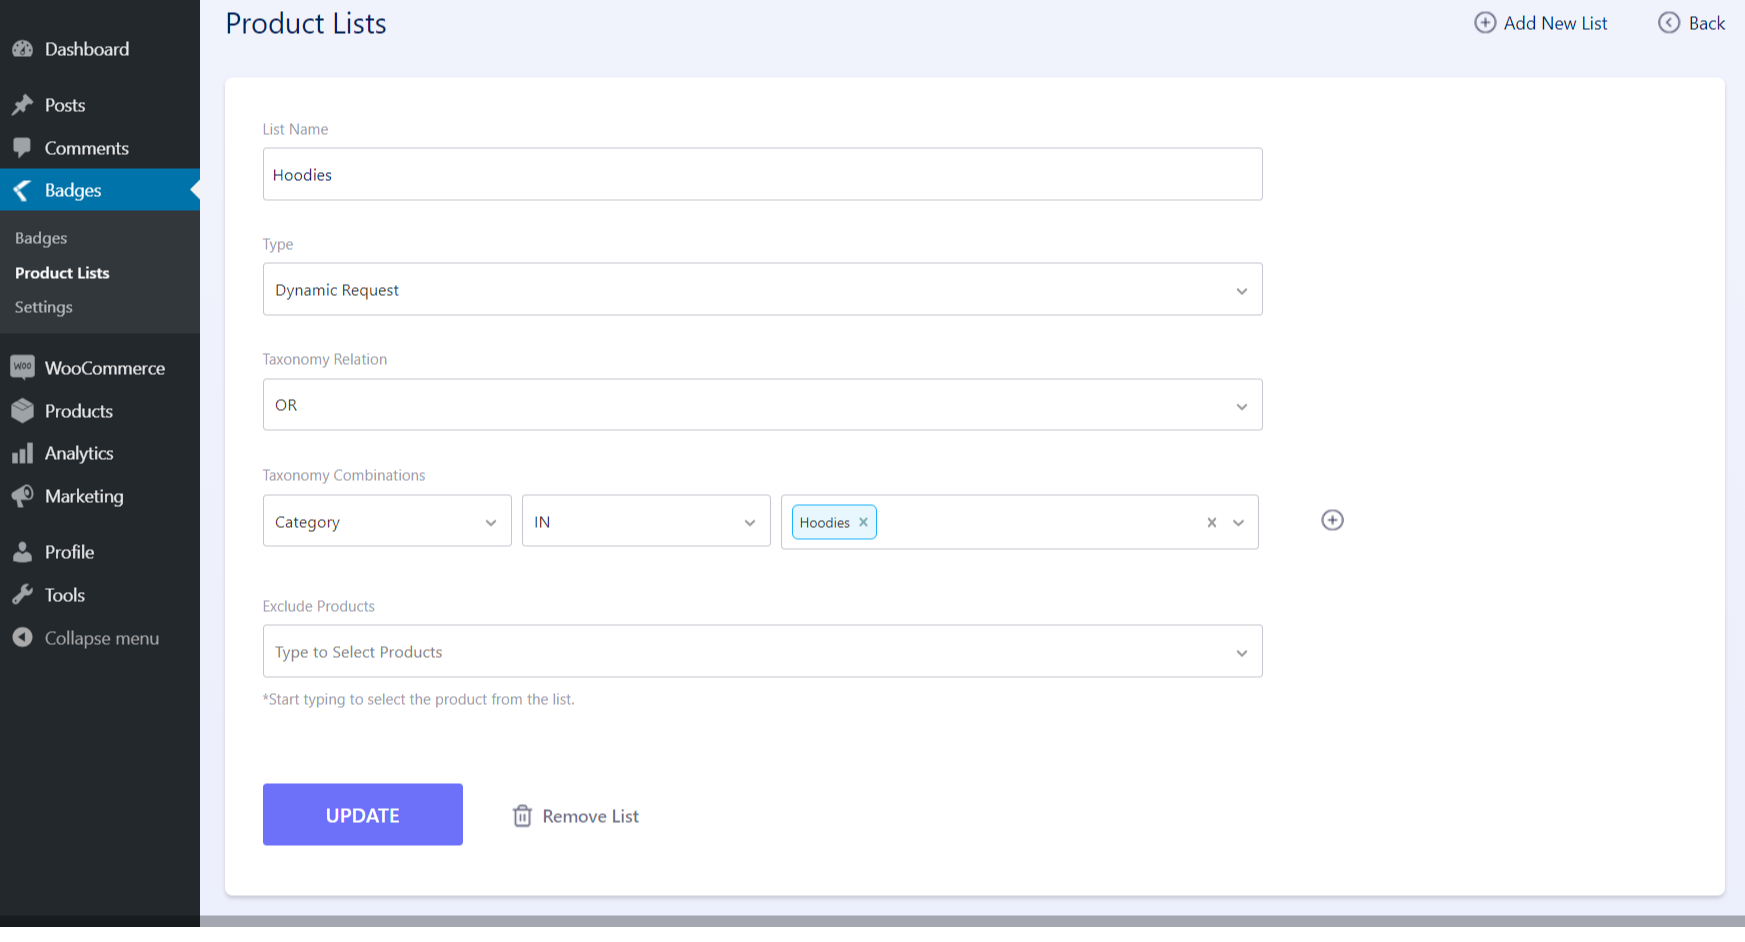 Dashboard
Posts
Comments
Badges
Badges
Product Lists
Settings
Woo WooCommerce
Products
Analytics
Marketing
Profile
Tools
Collapse menu
Product Lists
Add New List
Back
List Name
Hoodies
Type
Dynamic Request
Taxonomy Relation
OR
Taxonomy Combinations
Category IN Hoodies
Exclude Products
Type to Select Products
*Start typing to select the product from the list.
UPDATE
Remove List